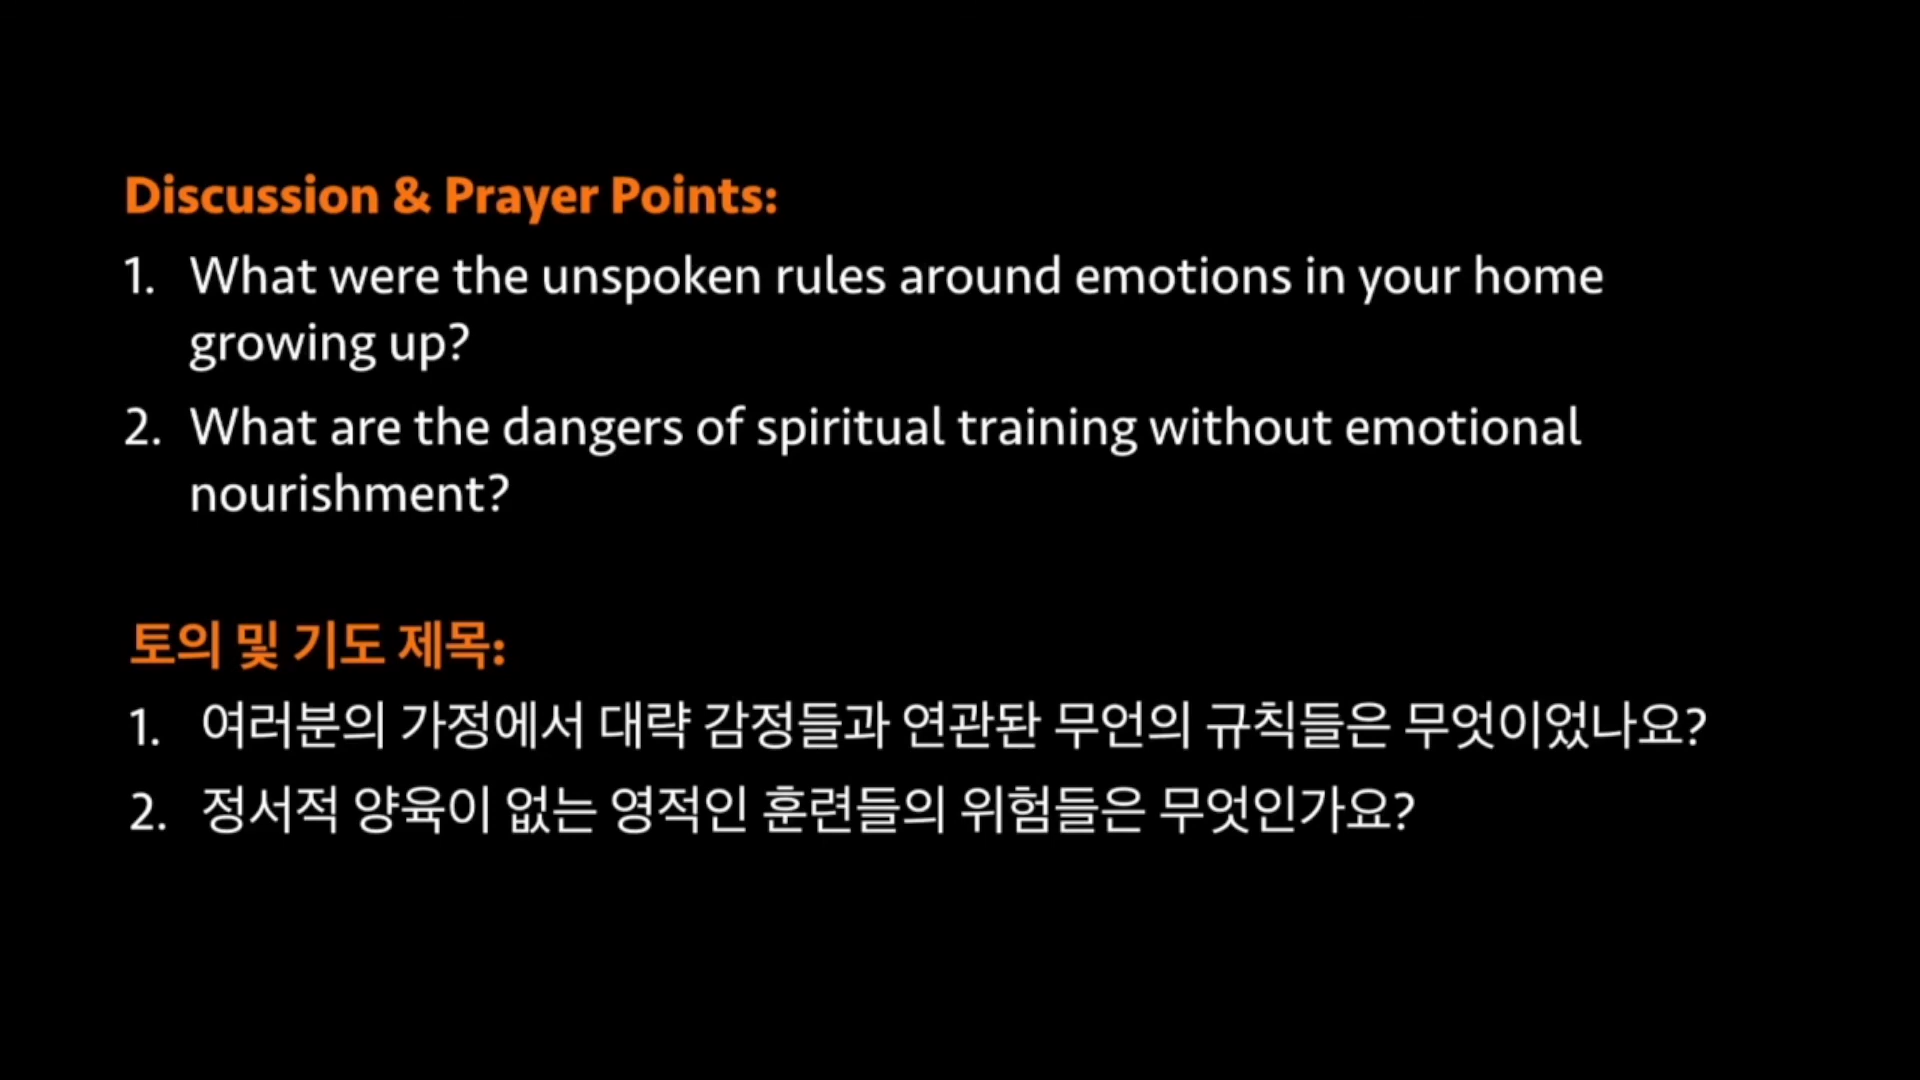 Discussion & Prayer Points:
1. What were the unspoken rules around emotions in your home
growing up?
2. What are the dangers of spiritual training without emotional
nourishment?
토의 및 기도 제목:
1. 여러분의 가정에서 대략 감정들과 연관돤 무언의 규칙들은 무엇이었나요?
2. 정서적 양육이 없는 영적인 훈련들의 위험들은 무엇인가요?